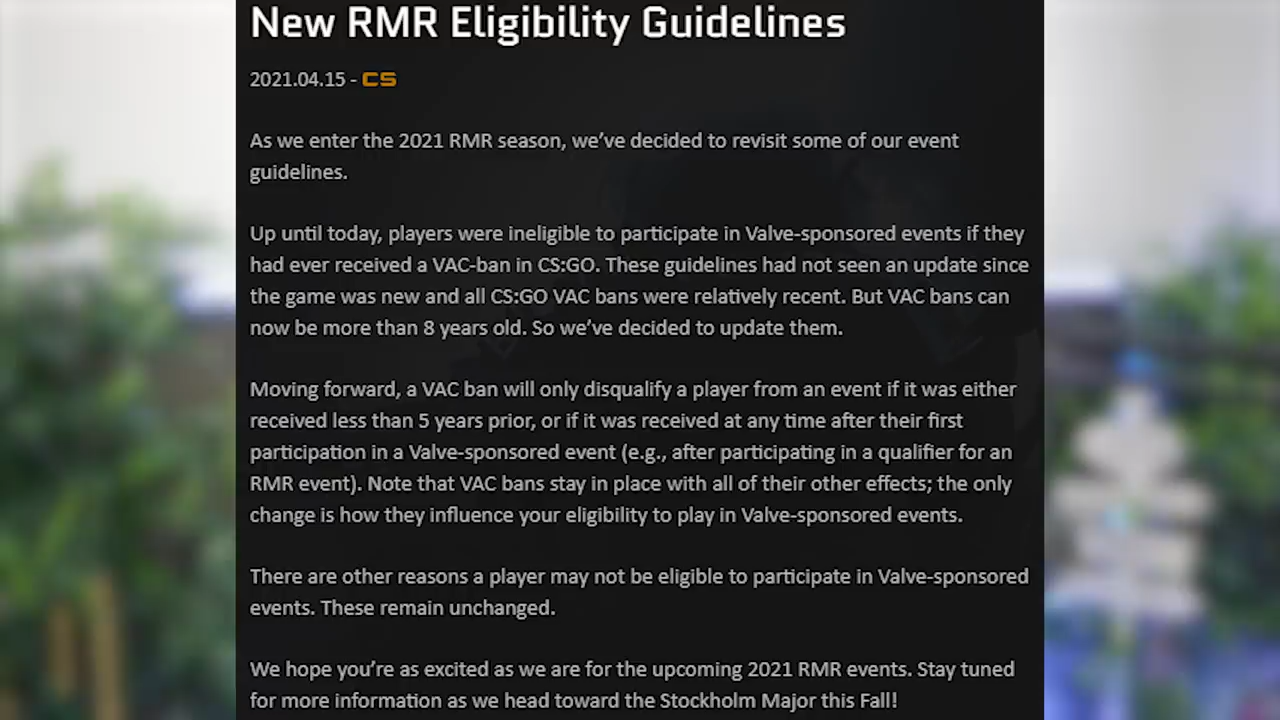 New RMR Eligibility Guidelines
2021.04.15 - CS
As we enter the 2021 RMR season, we've decided to revisit some of our event
guidelines.
Up until today, players were ineligible to participate in Valve-sponsored events if they
had ever received a VAC-ban in CS:GO. These guidelines had not seen an update since
the game was new and all CS:GO VAC bans were relatively recent. But VAC bans can
now be more than 8 years old. So we've decided to update them.
Moving forward, a VAC ban will only disqualify a player from an event if it was either
received less than 5 years prior, or if it was received at any time after their first
participation in a Valve-sponsored event (e.g., after participating in a qualifier for an
RMR event). Note that VAC bans stay in place with all of their other effects; the only
change is how they influence your eligibility to play in Valve-sponsored events.
There are other reasons a player may not be eligible to participate in Valve-sponsored
events. These remain unchanged.
We hope you're as excited as we are for the upcoming 2021 RMR events. Stay tuned
for more information as we head toward the Stockholm Major this Fall!